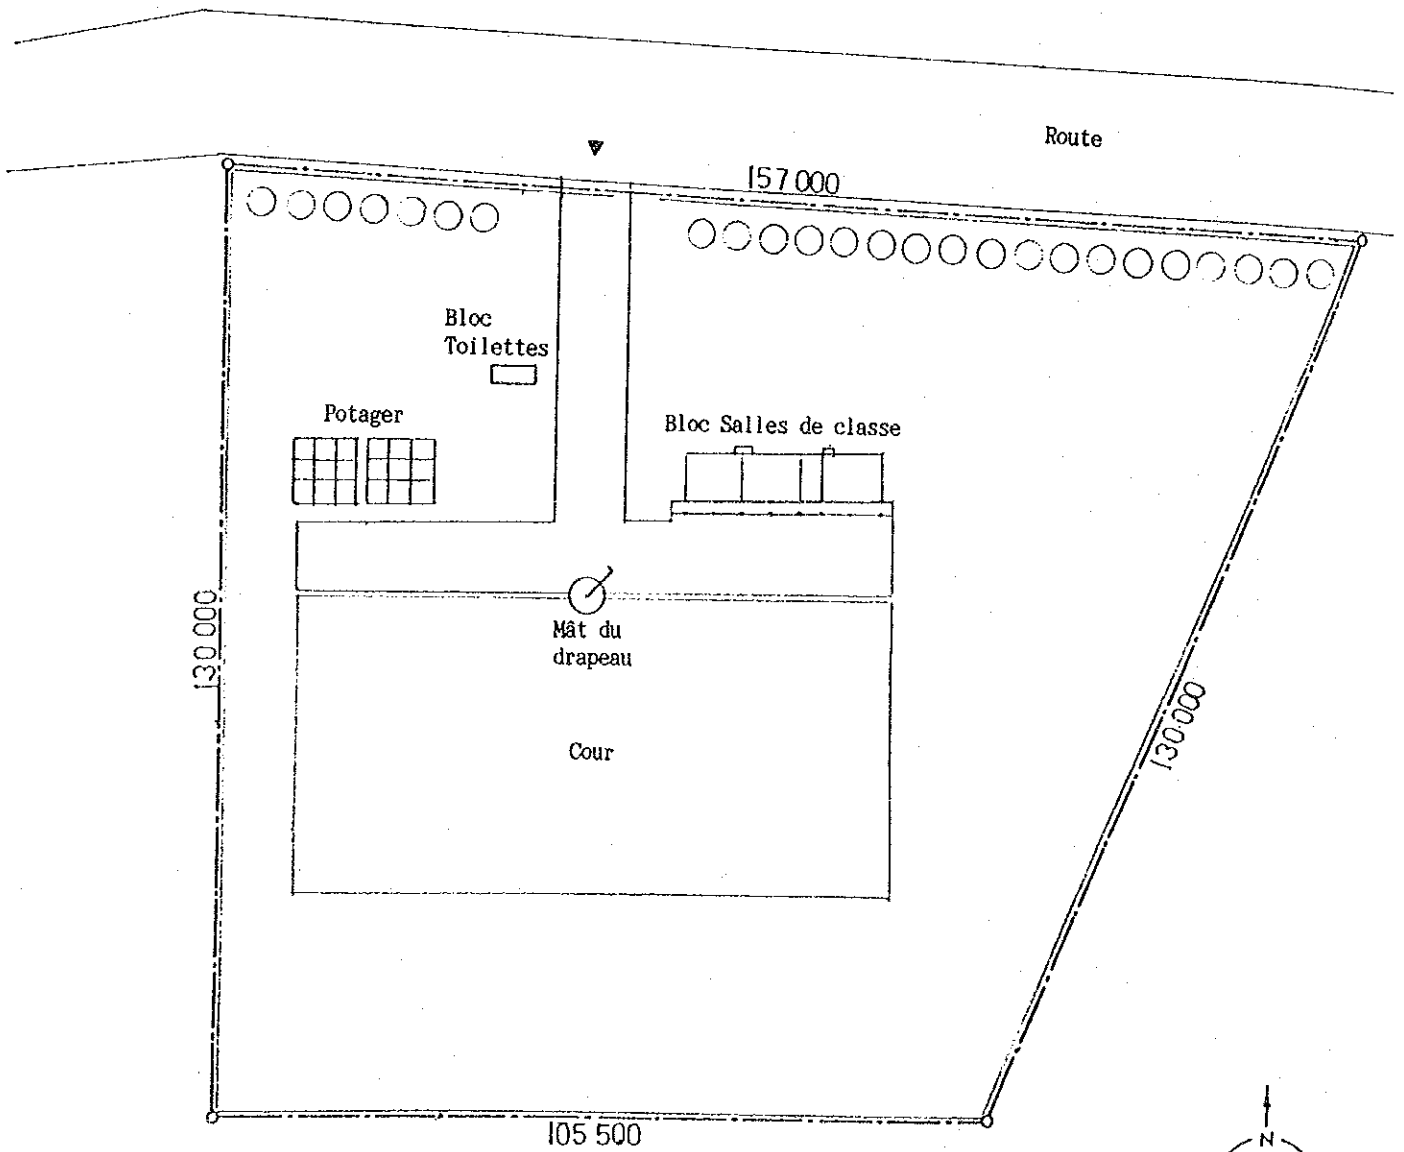 Route
157 000
Bloc
Toilettes
Potager
Bloc Salles de classe
Mât du
drapeau
130 000
Cour
130 000
105 500
N